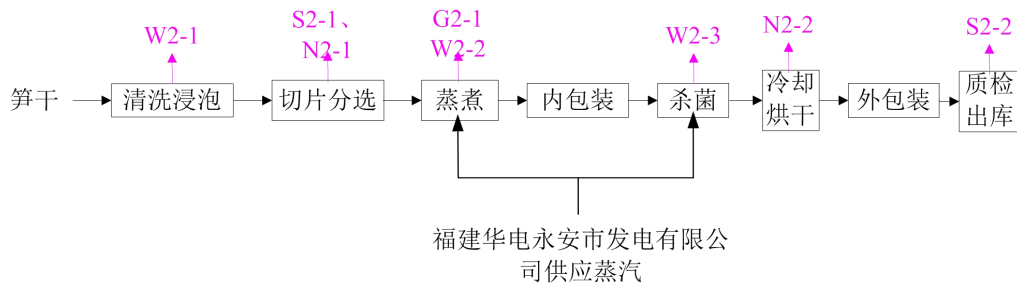 W2-1
S2-1、
N2-1
G2-1
W2-2
W2-3
N2-2
S2-2
笋干
清洗浸泡
切片分选
蒸煮
内包装
杀菌
冷却
烘干
外包装
质检
出库
福建华电永安市发电有限公
司供应蒸汽